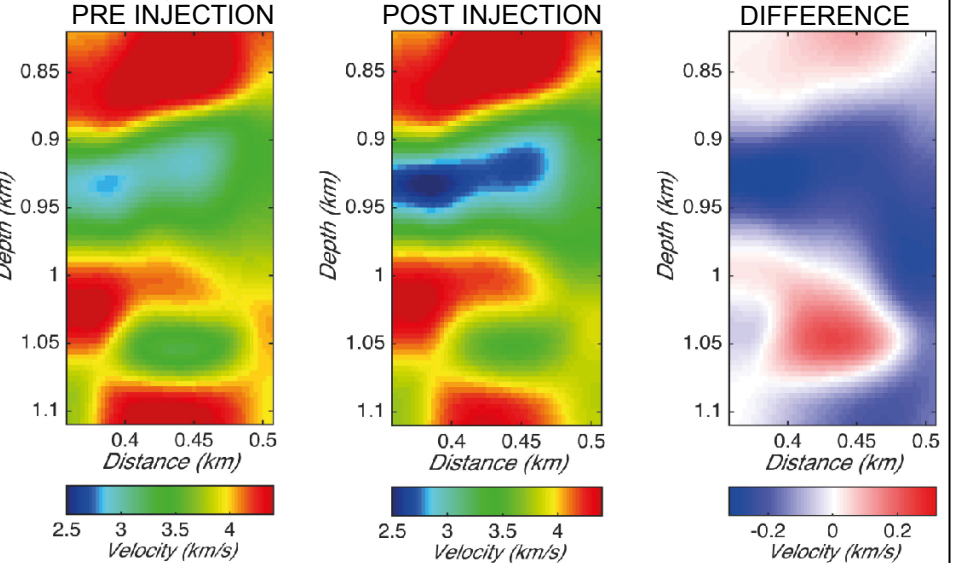 PRE INJECTION
0.85
0.9
0.95
1
1.05
1.1
Depth (km)
0.4 0.45 0.5
Distance (km)
2.5 3 3.5 4
Velocity (km/s)
POST INJECTION
0.85
0.9
0.95
1
1.05
1.1
Depth (km)
0.4 0.45 0.5
Distance (km)
2.5 3 3.5 4
Velocity (km/s)
DIFFERENCE
0.85
0.9
0.95
1
1.05
1.1
Depth (km)
0.4 0.45 0.5
Distance (km)
-0.2 0 0.2
Velocity (km/s)